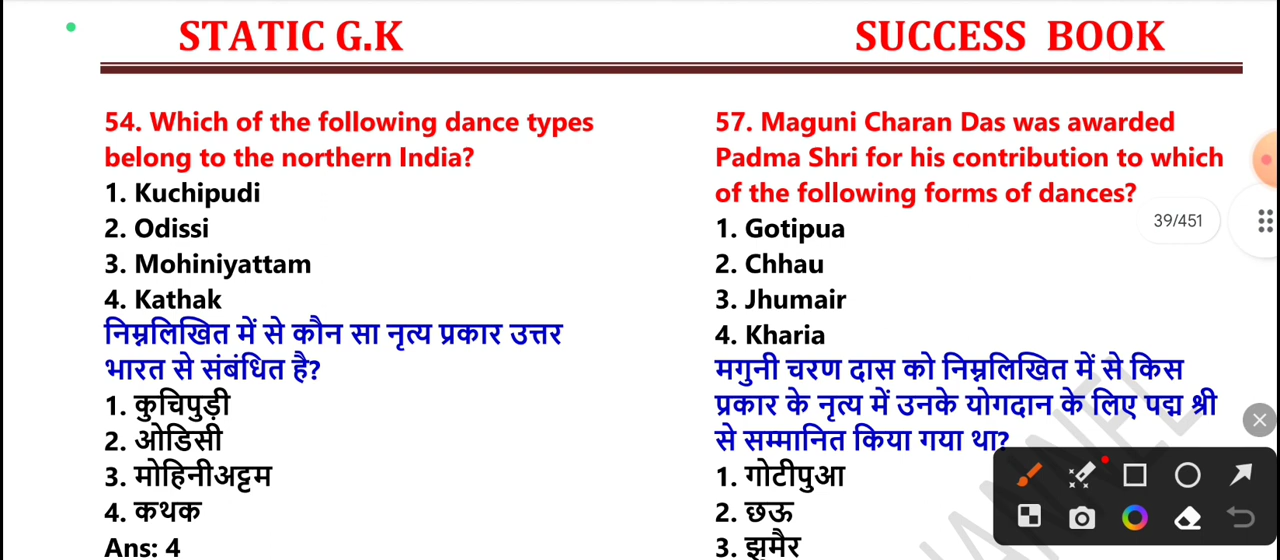 STATIC G.K
SUCCESS BOOK
54. Which of the following dance types
belong to the northern India?
1. Kuchipudi
2. Odissi
3. Mohiniyattam
4. Kathak
निम्नलिखित में से कौन सा नृत्य प्रकार उत्तर
भारत से संबंधित है?
1. कुचिपुड़ी
2. ओडिसी
3. मोहिनीअट्टम
4. कथक
Ans: 4
57. Maguni Charan Das was awarded
Padma Shri for his contribution to which
of the following forms of dances?
1. Gotipua
2. Chhau
3. Jhumair
4. Kharia
मगुनी चरण दास को निम्नलिखित में से किस
प्रकार के नृत्य में उनके योगदान के लिए पद्म श्री
से सम्मानित किया गया था?
1. गोटीपुआ
2. छऊ
3. झुमैर
39/451